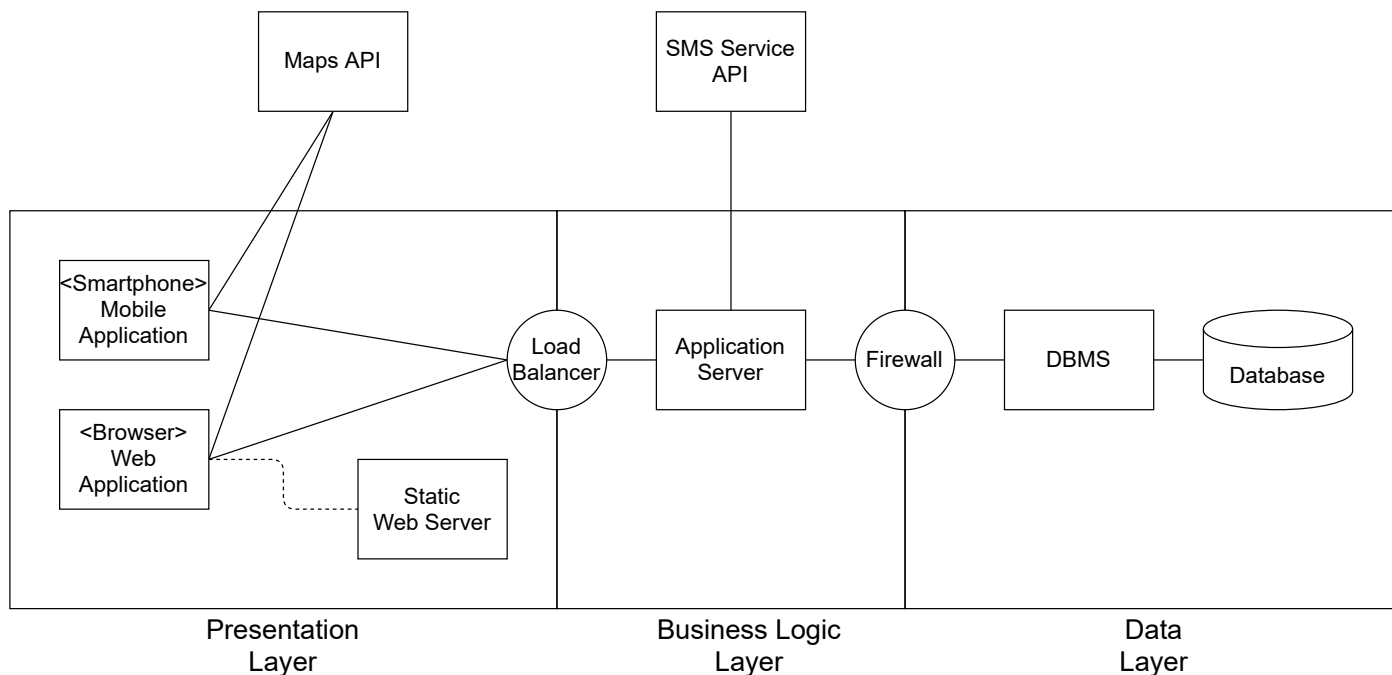 Maps API
SMS Service
API
<Smartphone>
Mobile
Application
<Browser>
Web
Application
Static
Web Server
Load
Balancer
Application
Server
Firewall
DBMS
Database
Presentation
Layer
Business Logic
Layer
Data
Layer